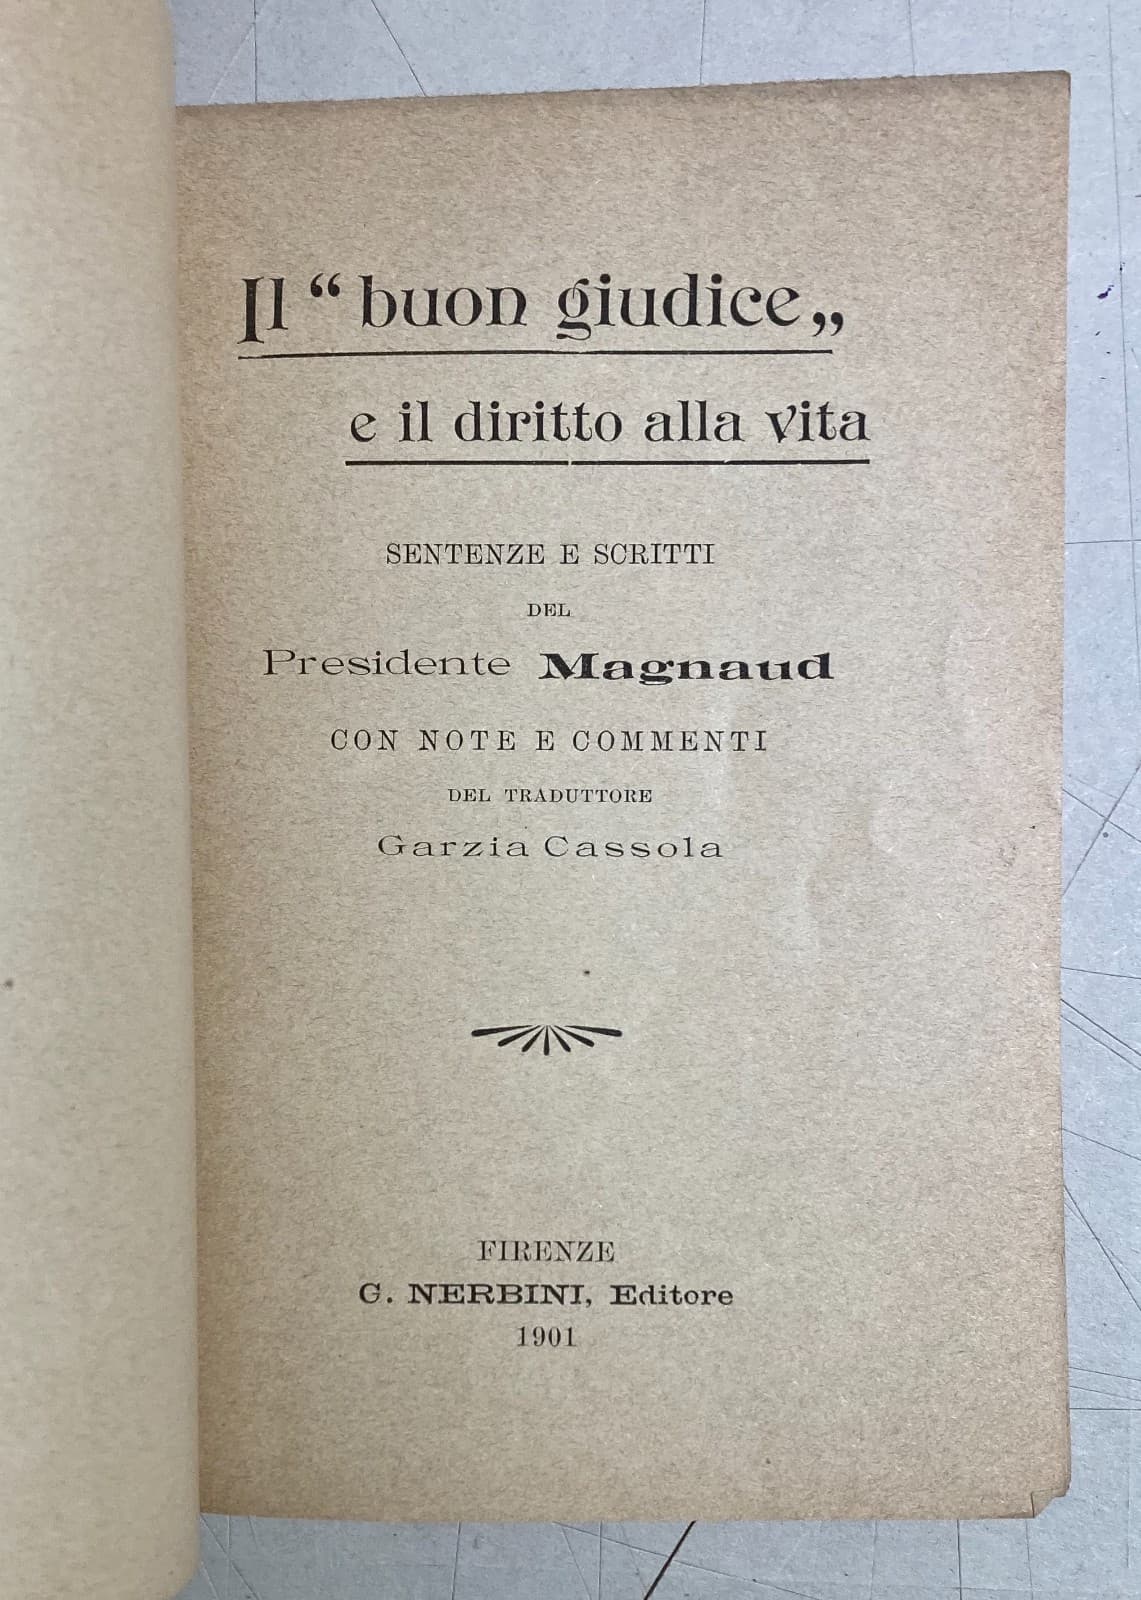 Il “ buon giudice „
e il diritto alla vita
SENTENZE E SCRITTI
DEL
Presidente Magnaud
CON NOTE E COMMENTI
DEL TRADUTTORE
Garzia Cassola
FIRENZE
G. NERBINI, Editore
1901